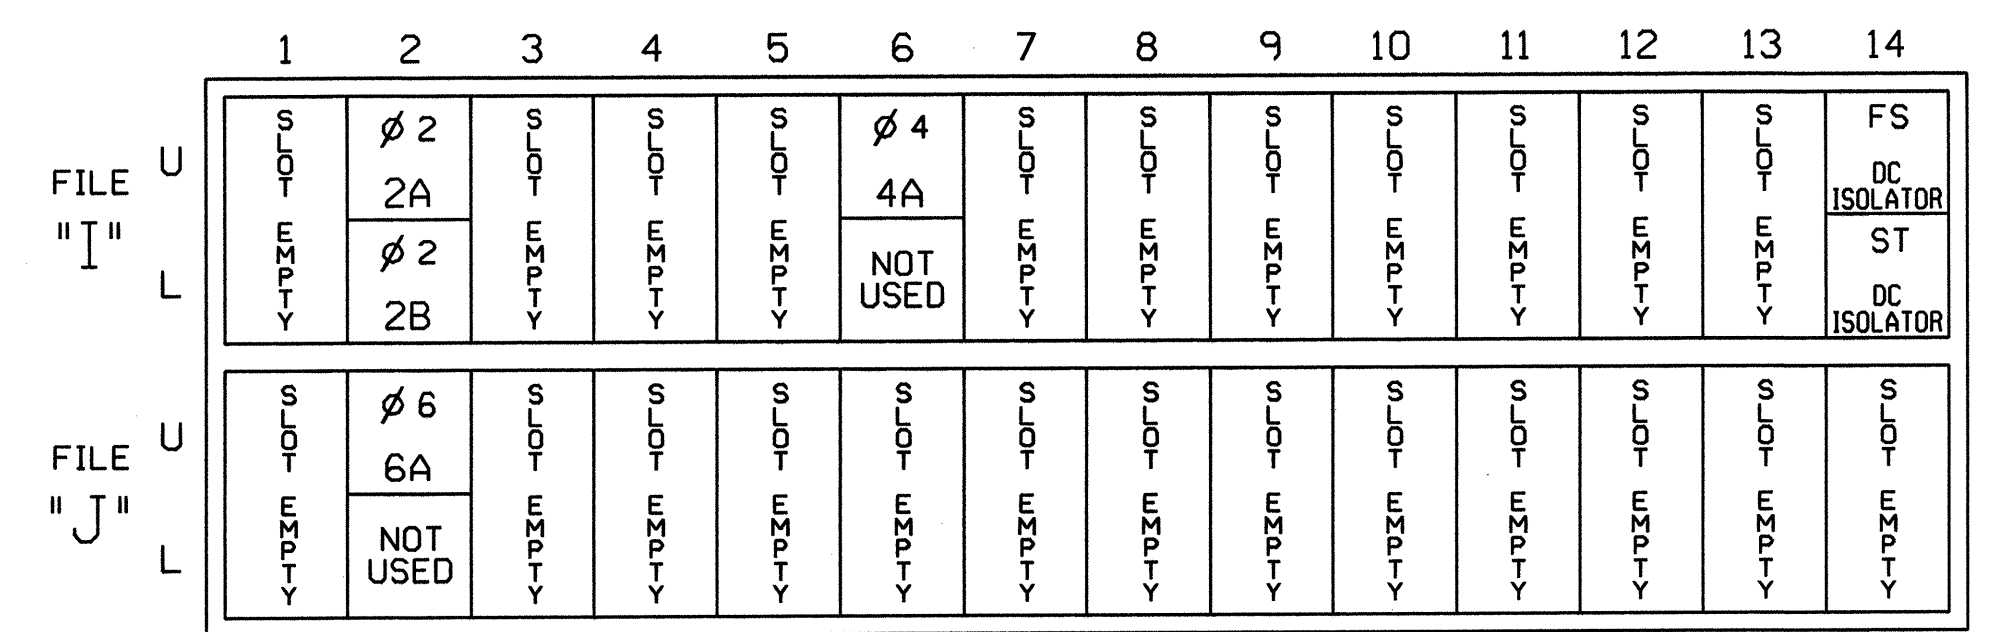 1 2 3 4 5 6 7 8 9 10 11 12 13 14
FILE "I"
U
L
SLOT EMPTY
Ø 2
2A
Ø 2
2B
SLOT EMPTY
SLOT EMPTY
SLOT EMPTY
Ø 4
4A
NOT USED
SLOT EMPTY
SLOT EMPTY
SLOT EMPTY
SLOT EMPTY
SLOT EMPTY
SLOT EMPTY
SLOT EMPTY
FS
DC
ISOLATOR
ST
DC
ISOLATOR
FILE "J"
U
L
SLOT EMPTY
Ø 6
6A
NOT USED
SLOT EMPTY
SLOT EMPTY
SLOT EMPTY
SLOT EMPTY
SLOT EMPTY
SLOT EMPTY
SLOT EMPTY
SLOT EMPTY
SLOT EMPTY
SLOT EMPTY
SLOT EMPTY
SLOT EMPTY